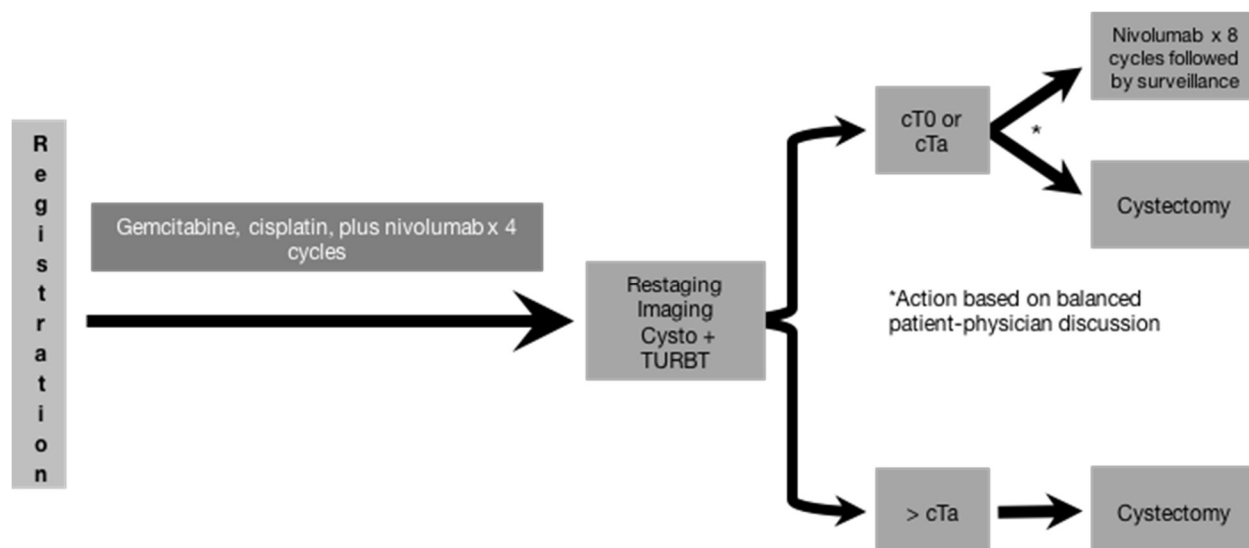 Registration
Gemcitabine, cisplatin, plus nivolumab x 4
cycles
Restaging
Imaging
Cysto +
TURBT
cT0 or
cTa
*
Nivolumab x 8
cycles followed
by surveillance
Cystectomy
*Action based on balanced
patient-physician discussion
> cTa
Cystectomy